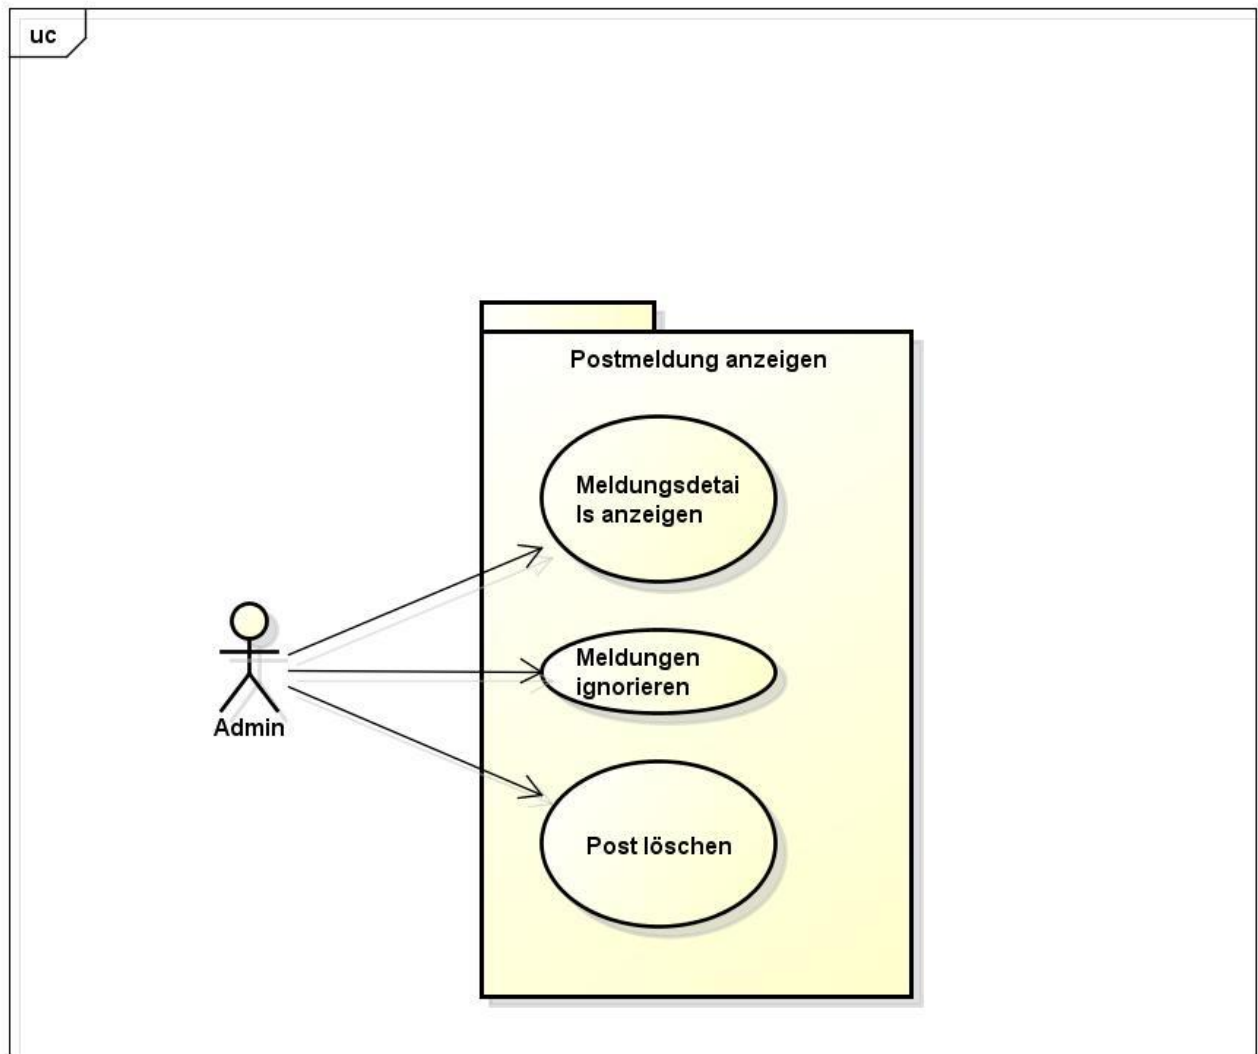 uc
Postmeldung anzeigen
Meldungsdetai
ls anzeigen
Meldungen
ignorieren
Admin
Post löschen